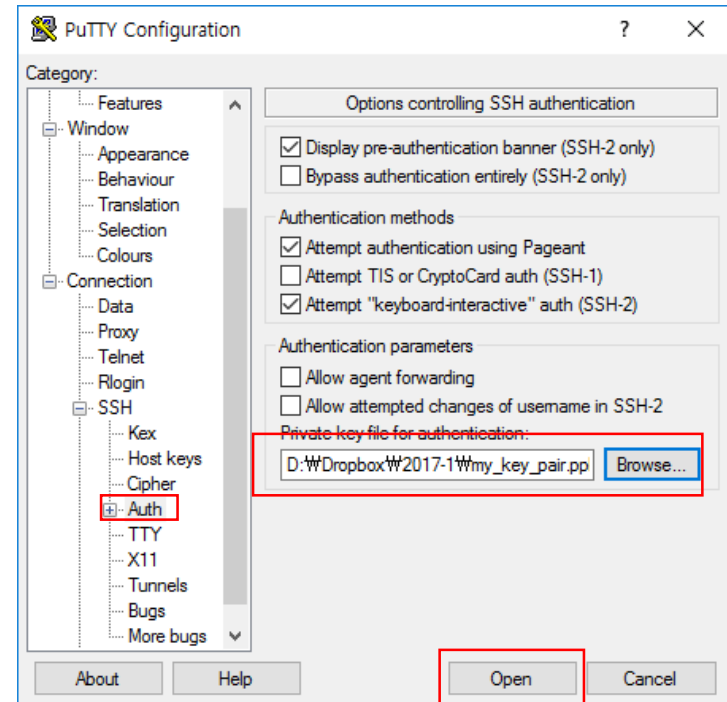 PuTTY Configuration
?
Category:
Features
Window
Appearance
Behaviour
Translation
Selection
Colours
Connection
Data
Proxy
Telnet
Rlogin
SSH
Kex
Host keys
Cipher
Auth
TTY
X11
Tunnels
Bugs
More bugs
Options controlling SSH authentication
Display pre-authentication banner (SSH-2 only)
Bypass authentication entirely (SSH-2 only)
Authentication methods
Attempt authentication using Pageant
Attempt TIS or CryptoCard auth (SSH-1)
Attempt "keyboard-interactive" auth (SSH-2)
Authentication parameters
Allow agent forwarding
Allow attempted changes of username in SSH-2
Private key file for authentication:
D:₩Dropbox₩2017-1₩my_key_pair.pp
Browse...
About
Help
Open
Cancel